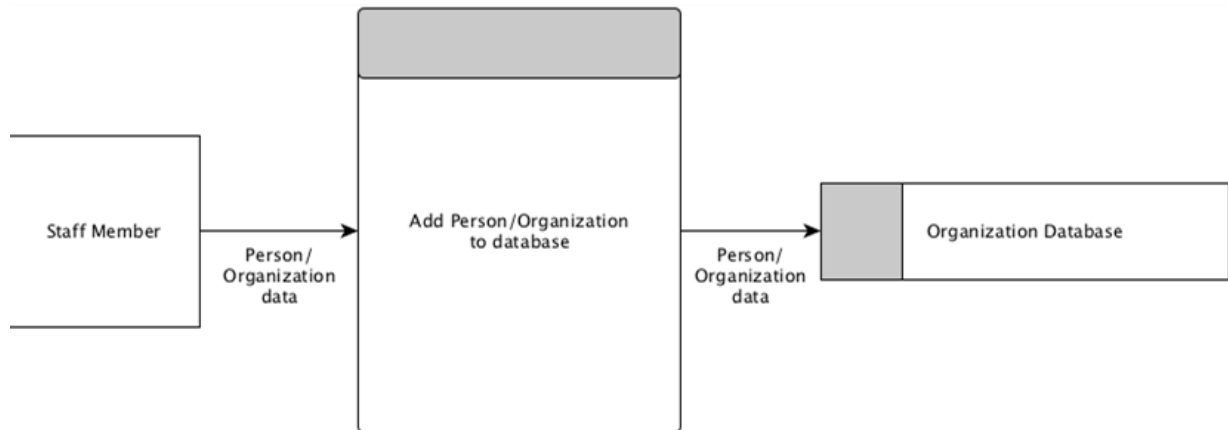 Staff Member
Person/
Organization
data
Add Person/Organization
to database
Person/
Organization
data
Organization Database